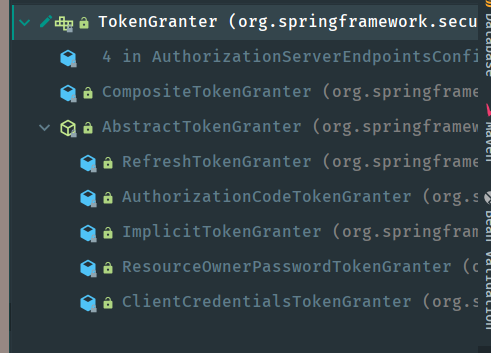 TokenGranter (org.springframework.secu
4 in AuthorizationServerEndpointsConfi
CompositeTokenGranter (org.springframe
AbstractTokenGranter (org.springframew
RefreshTokenGranter (org.springframe
AuthorizationCodeTokenGranter (org.s
ImplicitTokenGranter (org.springfram
ResourceOwnerPasswordTokenGranter (o
ClientCredentialsTokenGranter (org.s
Database
Maven
Bean Validation